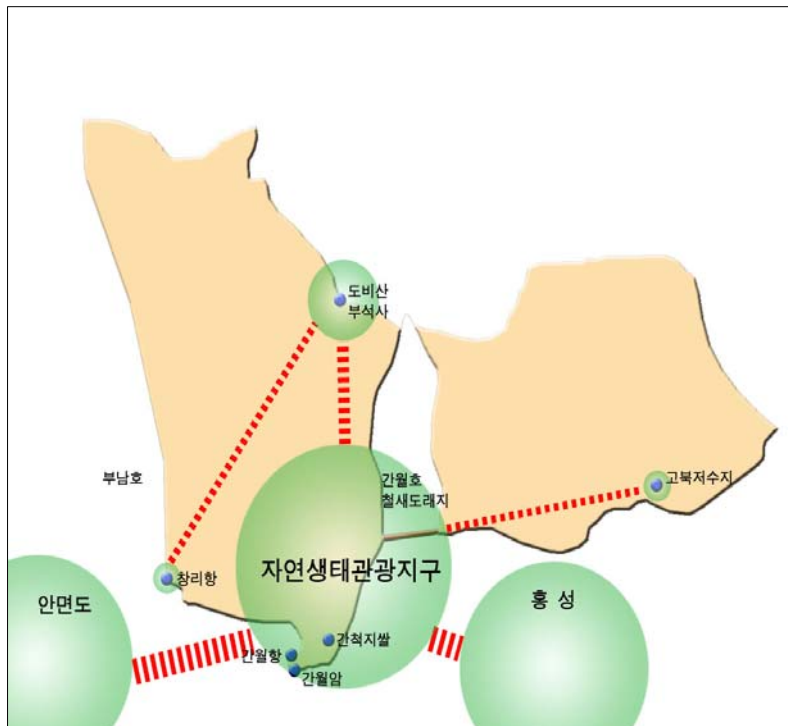 도비산
부석사
부남호
간월호
철새도래지
고북저수지
자연생태관광지구
창리항
안면도
홍 성
간척지쌀
간월항
간월암